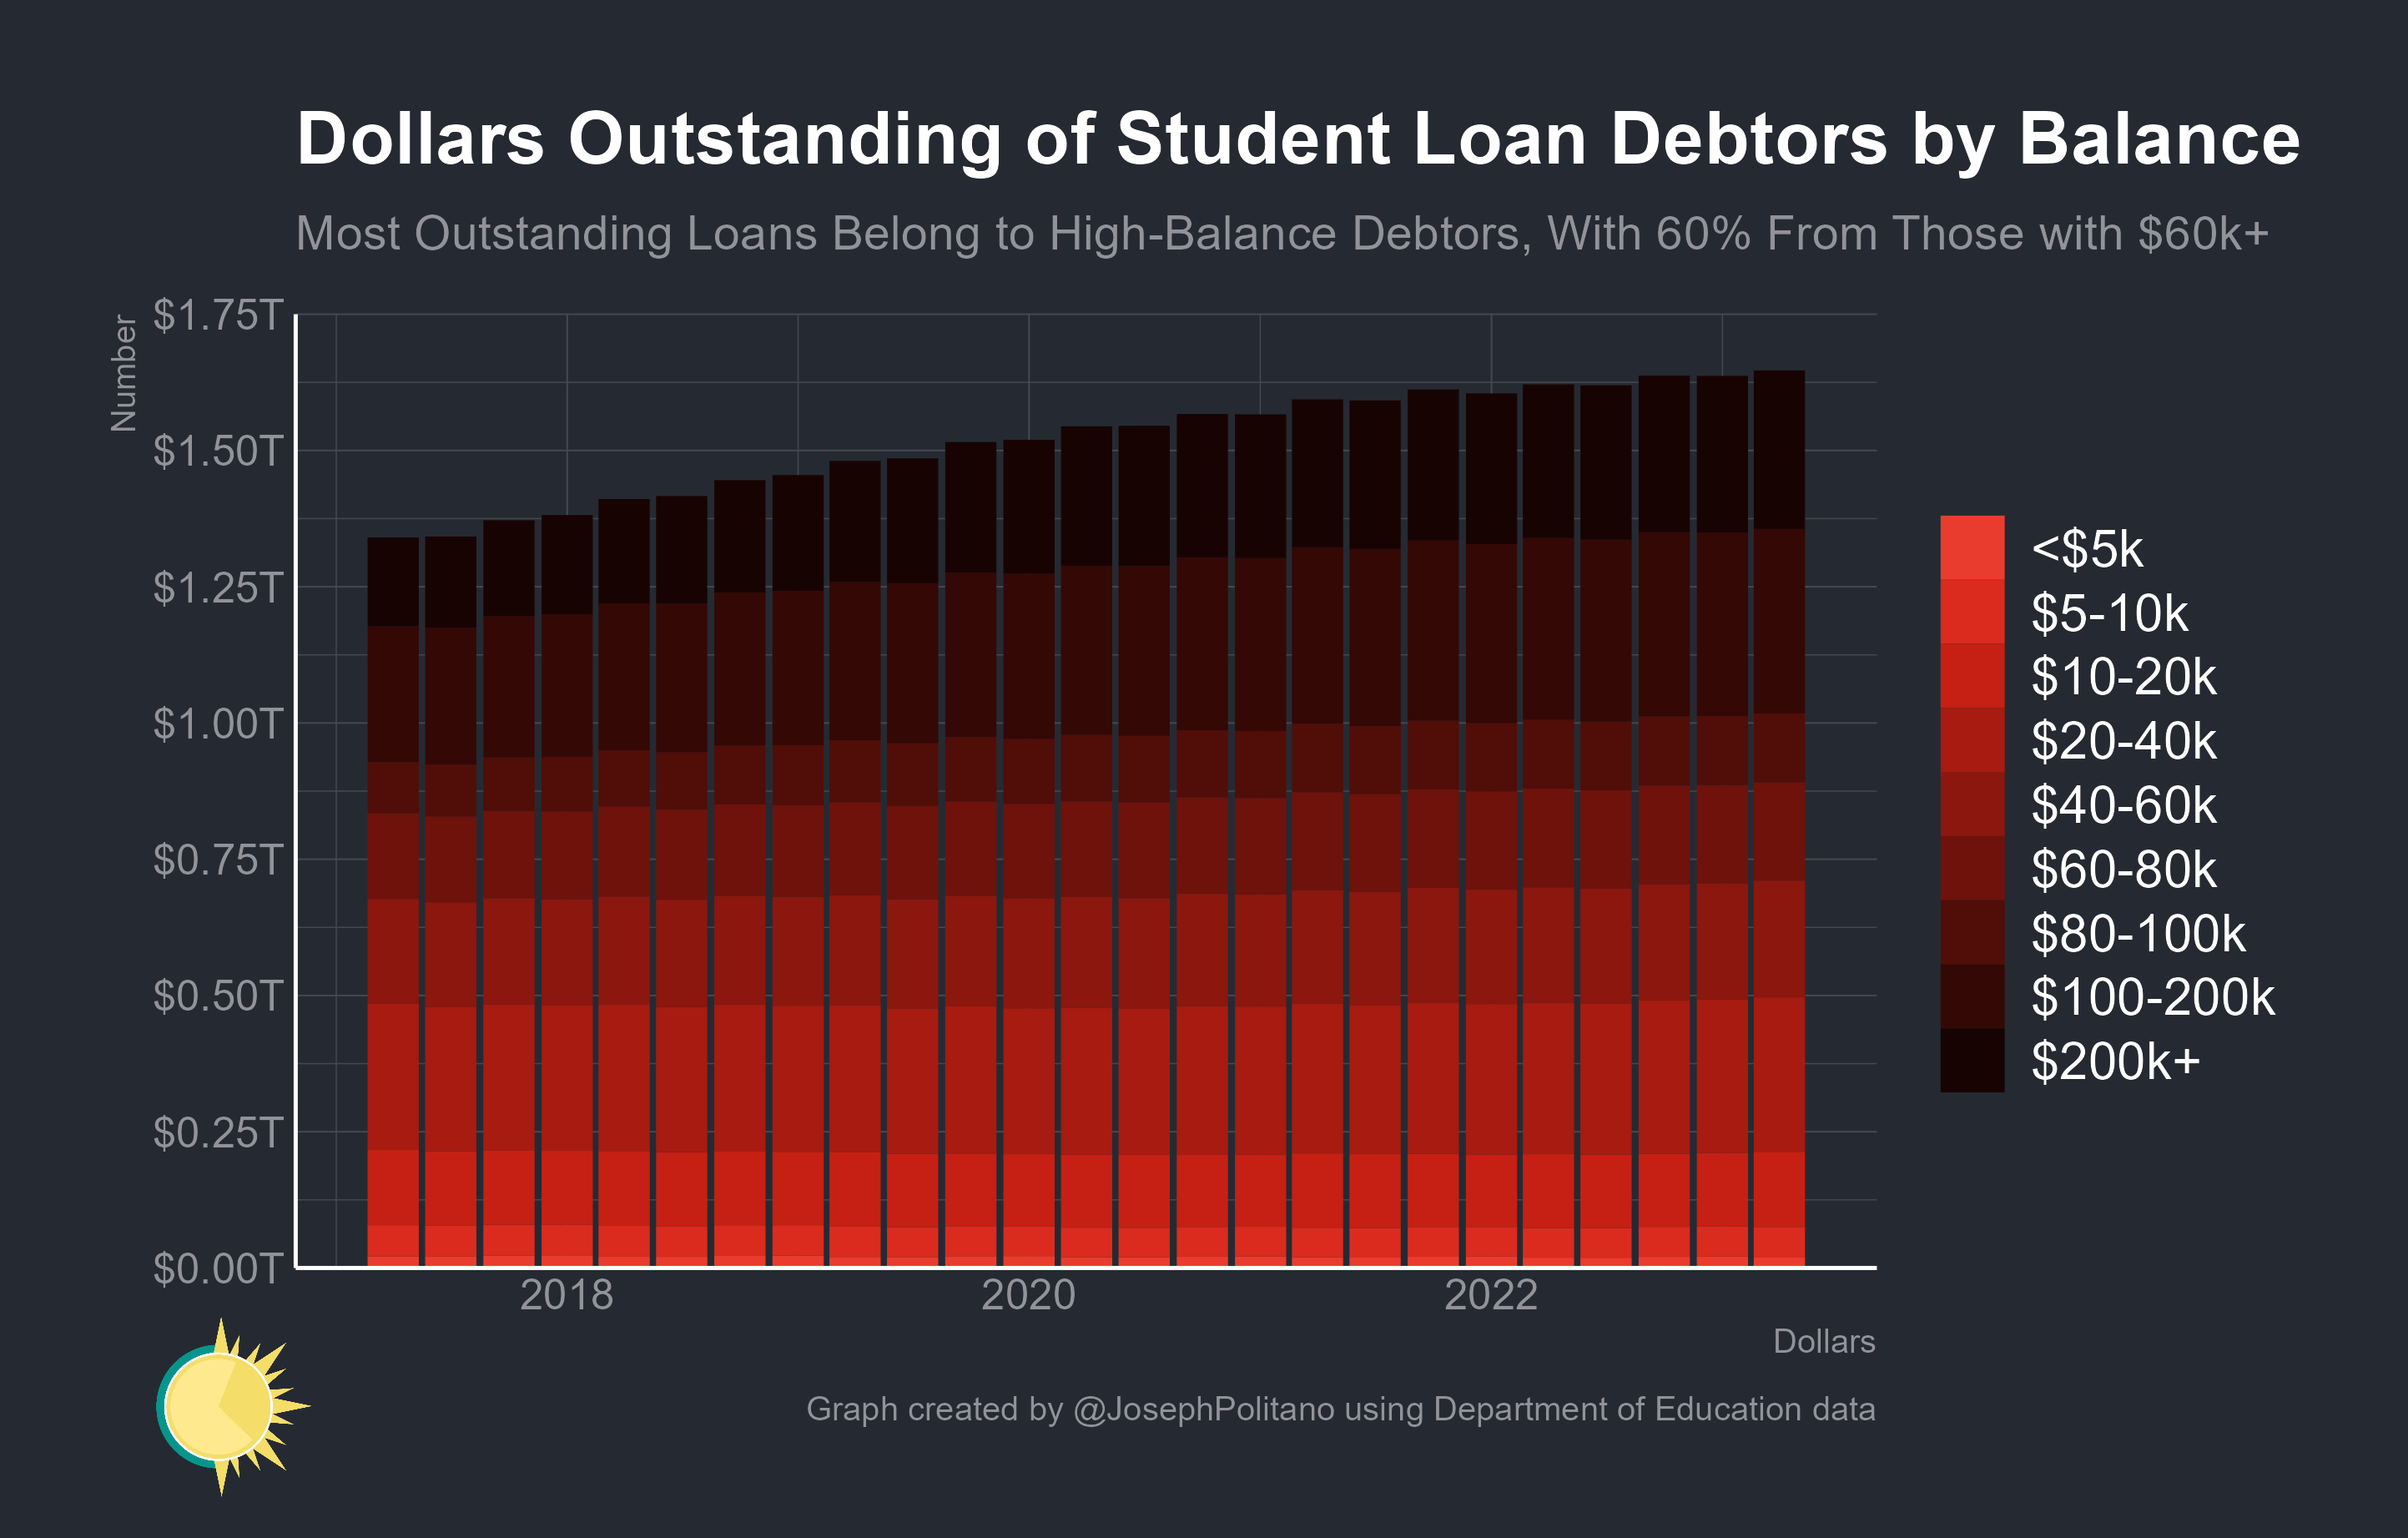 Dollars Outstanding of Student Loan Debtors by Balance
Most Outstanding Loans Belong to High-Balance Debtors, With 60% From Those with $60k+
Number
$1.75T
$1.50T
$1.25T
$1.00T
$0.75T
$0.50T
$0.25T
$0.00T
2018
2020
2022
Dollars
<$5k
$5-10k
$10-20k
$20-40k
$40-60k
$60-80k
$80-100k
$100-200k
$200k+
Graph created by @JosephPolitano using Department of Education data